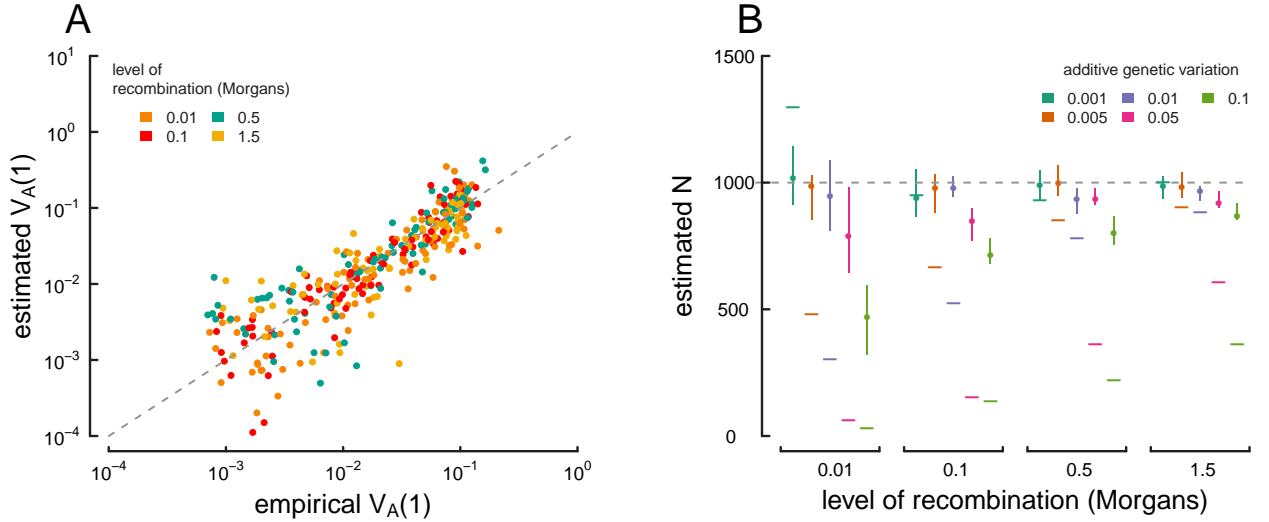 A
estimated V_A(1)
10^1
10^0
10^-1
10^-2
10^-3
10^-4
level of
recombination (Morgans)
0.01 0.5
0.1 1.5
10^-4 10^-3 10^-2 10^-1 10^0
empirical V_A(1)
B
estimated N
1500
1000
500
0
additive genetic variation
0.001 0.01 0.1
0.005 0.05
0.01 0.1 0.5 1.5
level of recombination (Morgans)